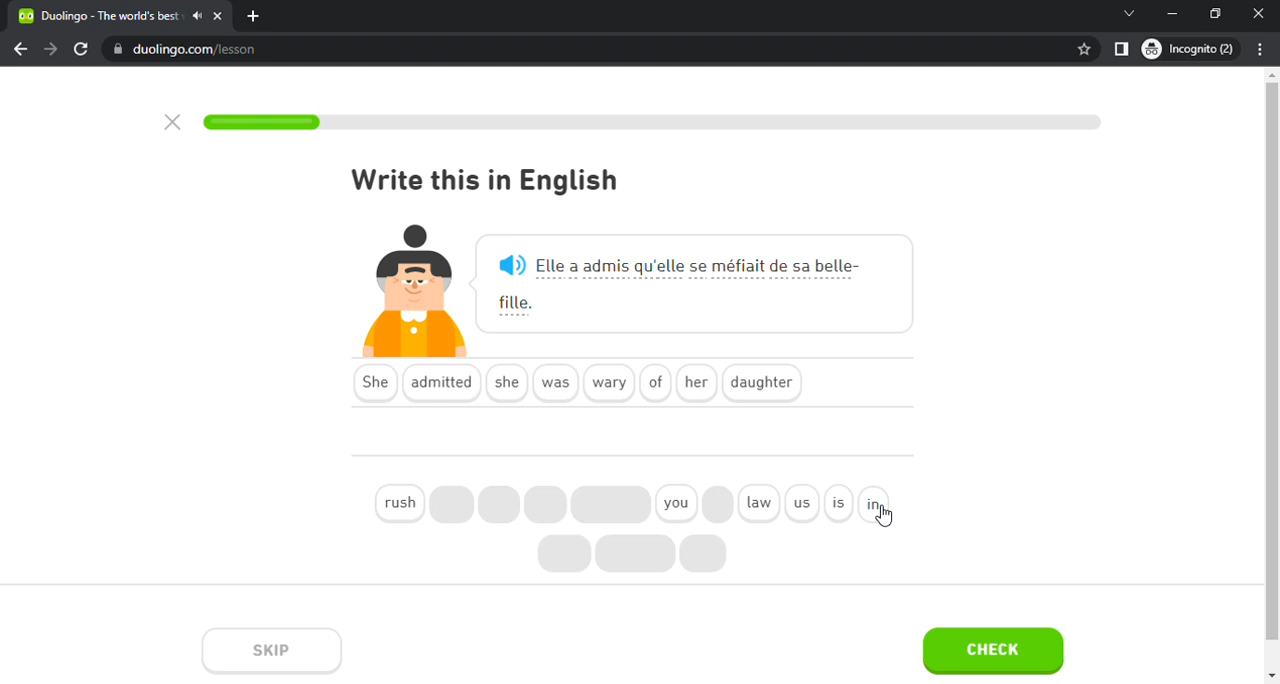 Duolingo - The world's best
duolingo.com/lesson
Incognito (2)
Write this in English
Elle a admis qu'elle se méfiait de sa belle-
fille.
She admitted she was wary of her daughter
rush you law us is in
SKIP
CHECK